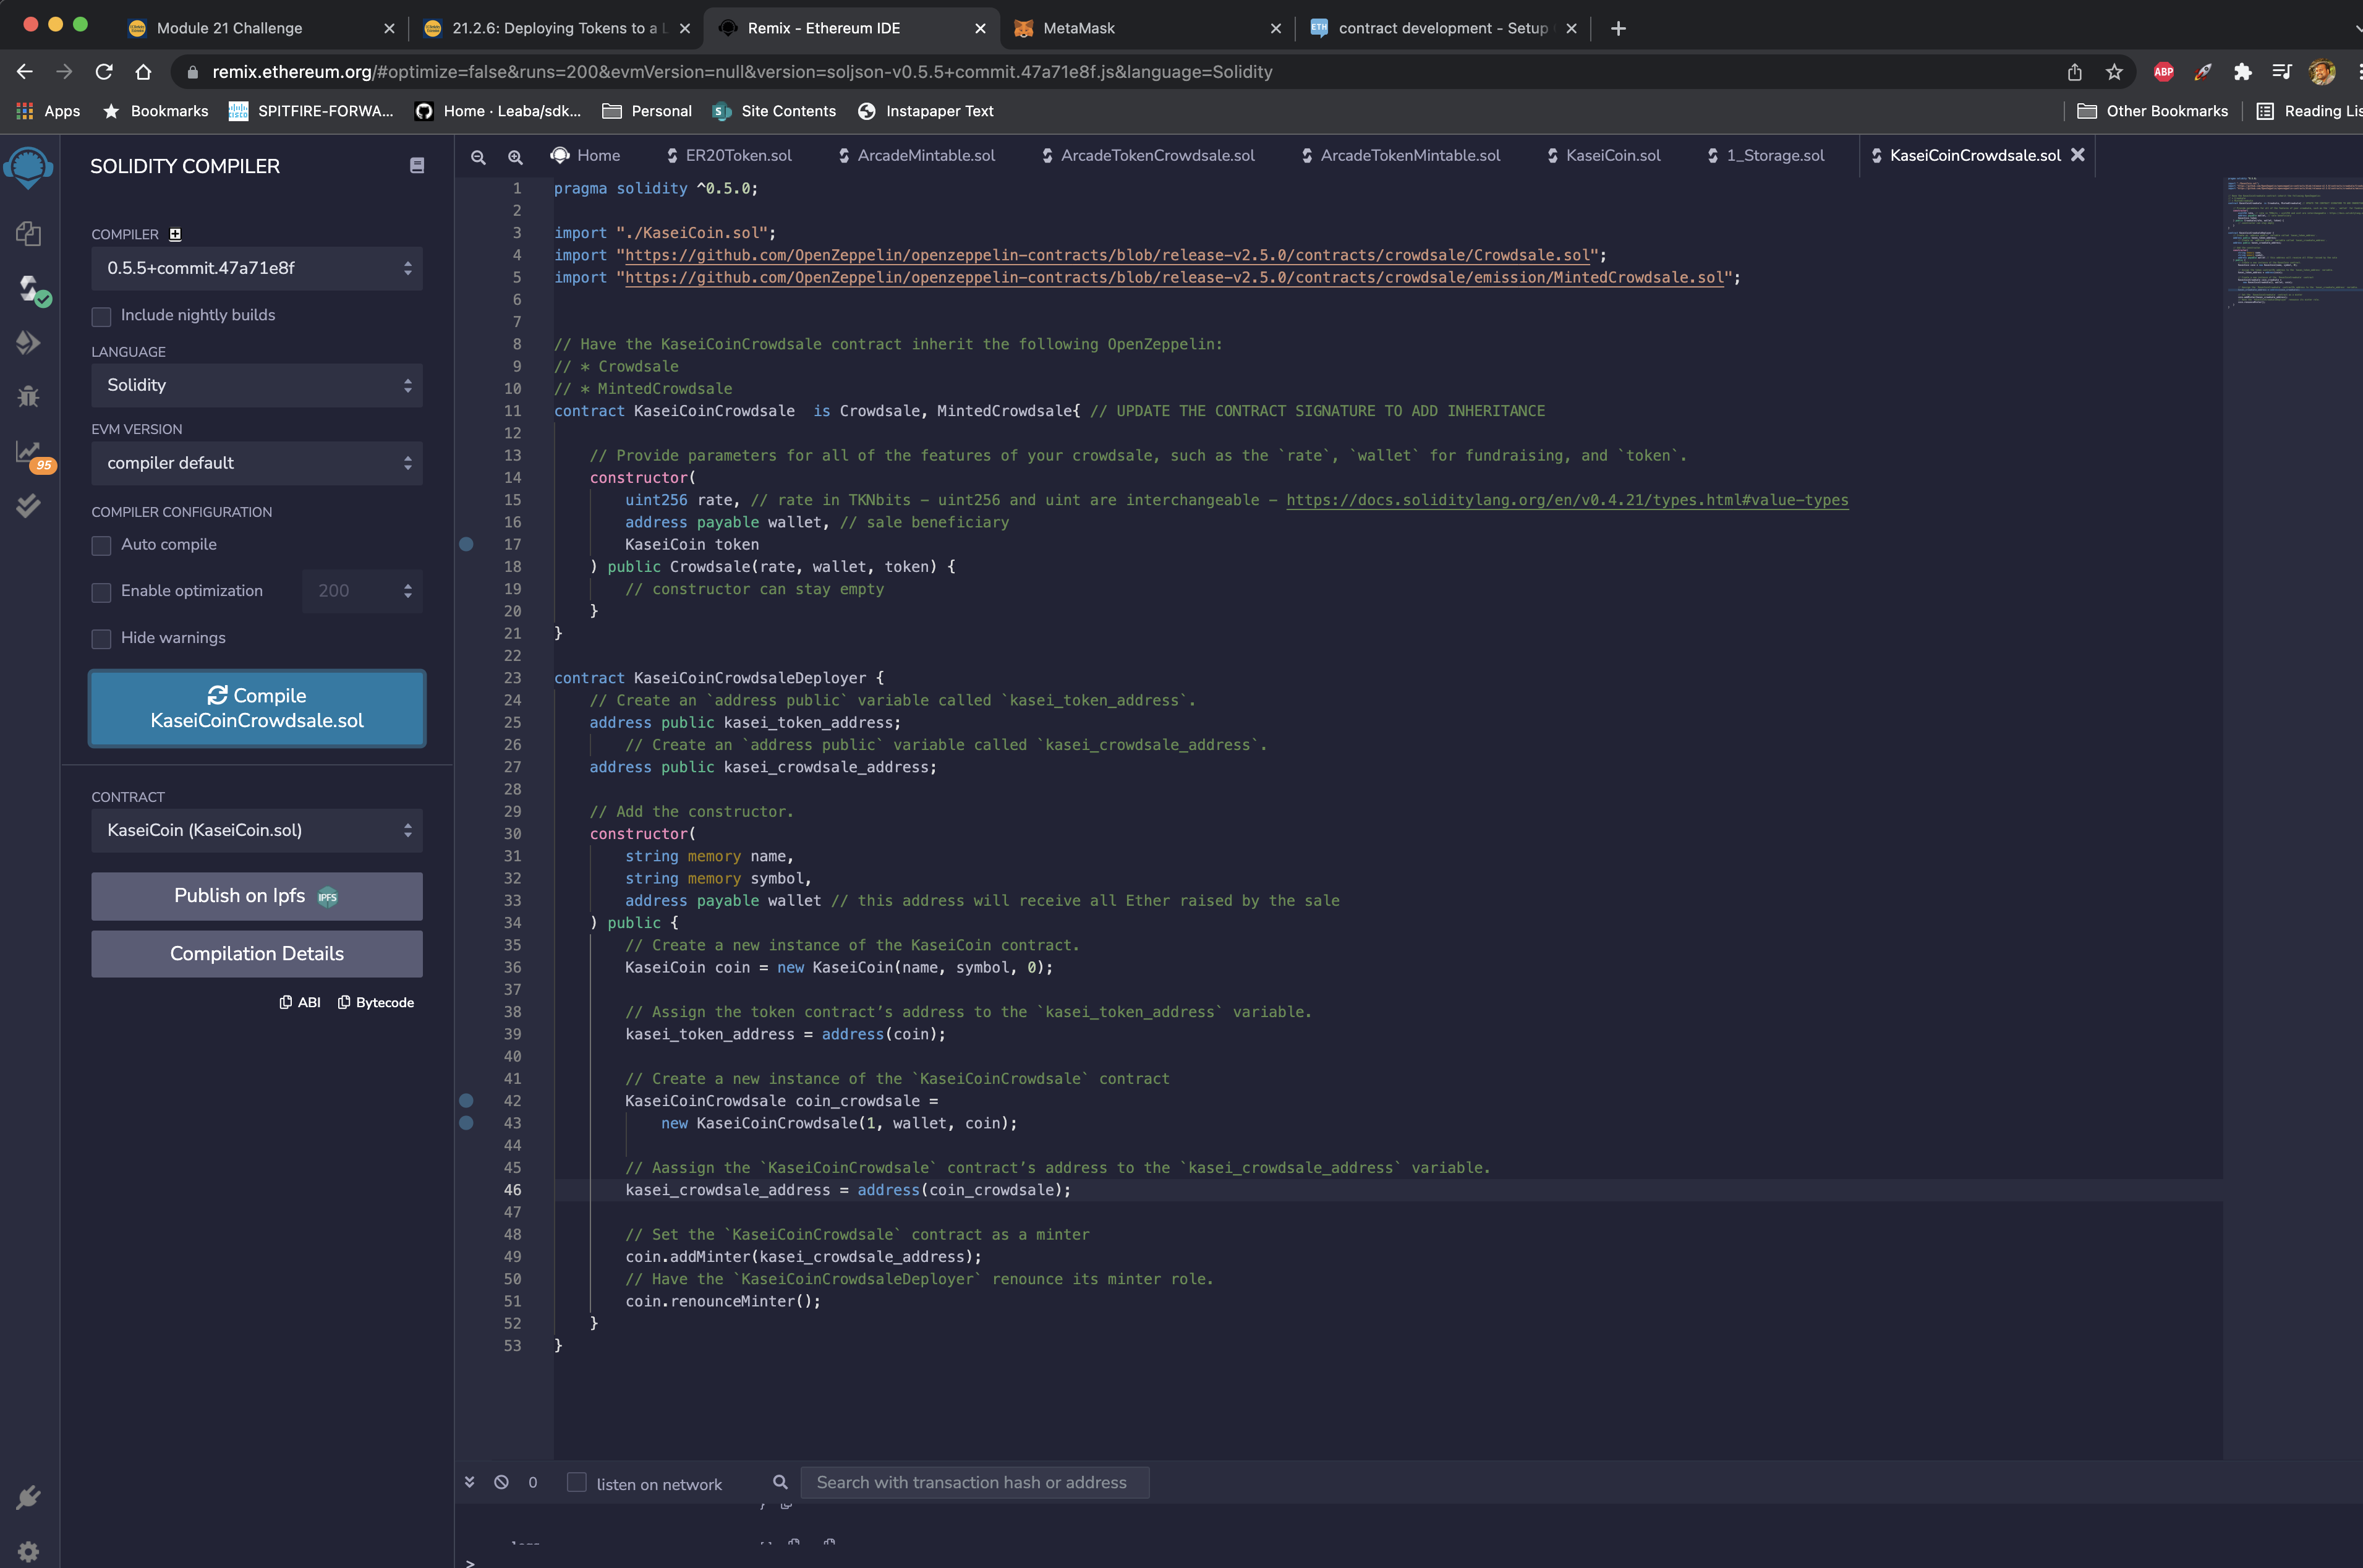 Module 21 Challenge
21.2.6: Deploying Tokens to a L
Remix - Ethereum IDE
MetaMask
ETH
contract development - Setup
remix.ethereum.org/#optimize=false&runs=200&evmVersion=null&version=soljson-v0.5.5+commit.47a71e8f.js&language=Solidity
ABP
Apps
Bookmarks
SPITFIRE-FORWA...
Home · Leaba/sdk...
Personal
Site Contents
Instapaper Text
Other Bookmarks
Reading Lis
SOLIDITY COMPILER
COMPILER
0.5.5+commit.47a71e8f
Include nightly builds
LANGUAGE
Solidity
EVM VERSION
compiler default
95
COMPILER CONFIGURATION
Auto compile
Enable optimization
200
Hide warnings
Compile
KaseiCoinCrowdsale.sol
CONTRACT
KaseiCoin (KaseiCoin.sol)
Publish on Ipfs
IPFS
Compilation Details
ABI
Bytecode
Home
ER20Token.sol
ArcadeMintable.sol
ArcadeTokenCrowdsale.sol
ArcadeTokenMintable.sol
KaseiCoin.sol
1_Storage.sol
KaseiCoinCrowdsale.sol
1 pragma solidity ^0.5.0;
2
3 import "./KaseiCoin.sol";
4 import "https://github.com/OpenZeppelin/openzeppelin-contracts/blob/release-v2.5.0/contracts/crowdsale/Crowdsale.sol";
5 import "https://github.com/OpenZeppelin/openzeppelin-contracts/blob/release-v2.5.0/contracts/crowdsale/emission/MintedCrowdsale.sol";
6
7
8 // Have the KaseiCoinCrowdsale contract inherit the following OpenZeppelin:
9 // * Crowdsale
10 // * MintedCrowdsale
11 contract KaseiCoinCrowdsale  is Crowdsale, MintedCrowdsale{ // UPDATE THE CONTRACT SIGNATURE TO ADD INHERITANCE
12
13 // Provide parameters for all of the features of your crowdsale, such as the `rate`, `wallet` for fundraising, and `token`.
14 constructor(
15 uint256 rate, // rate in TKNbits - uint256 and uint are interchangeable - https://docs.soliditylang.org/en/v0.4.21/types.html#value-types
16 address payable wallet, // sale beneficiary
17 KaseiCoin token
18 ) public Crowdsale(rate, wallet, token) {
19 // constructor can stay empty
20 }
21 }
22
23 contract KaseiCoinCrowdsaleDeployer {
24 // Create an `address public` variable called `kasei_token_address`.
25 address public kasei_token_address;
26 // Create an `address public` variable called `kasei_crowdsale_address`.
27 address public kasei_crowdsale_address;
28
29 // Add the constructor.
30 constructor(
31 string memory name,
32 string memory symbol,
33 address payable wallet // this address will receive all Ether raised by the sale
34 ) public {
35 // Create a new instance of the KaseiCoin contract.
36 KaseiCoin coin = new KaseiCoin(name, symbol, 0);
37
38 // Assign the token contract’s address to the `kasei_token_address` variable.
39 kasei_token_address = address(coin);
40
41 // Create a new instance of the `KaseiCoinCrowdsale` contract
42 KaseiCoinCrowdsale coin_crowdsale =
43 new KaseiCoinCrowdsale(1, wallet, coin);
44
45 // Aassign the `KaseiCoinCrowdsale` contract’s address to the `kasei_crowdsale_address` variable.
46 kasei_crowdsale_address = address(coin_crowdsale);
47
48 // Set the `KaseiCoinCrowdsale` contract as a minter
49 coin.addMinter(kasei_crowdsale_address);
50 // Have the `KaseiCoinCrowdsaleDeployer` renounce its minter role.
51 coin.renounceMinter();
52 }
53 }
0
listen on network
Search with transaction hash or address
>